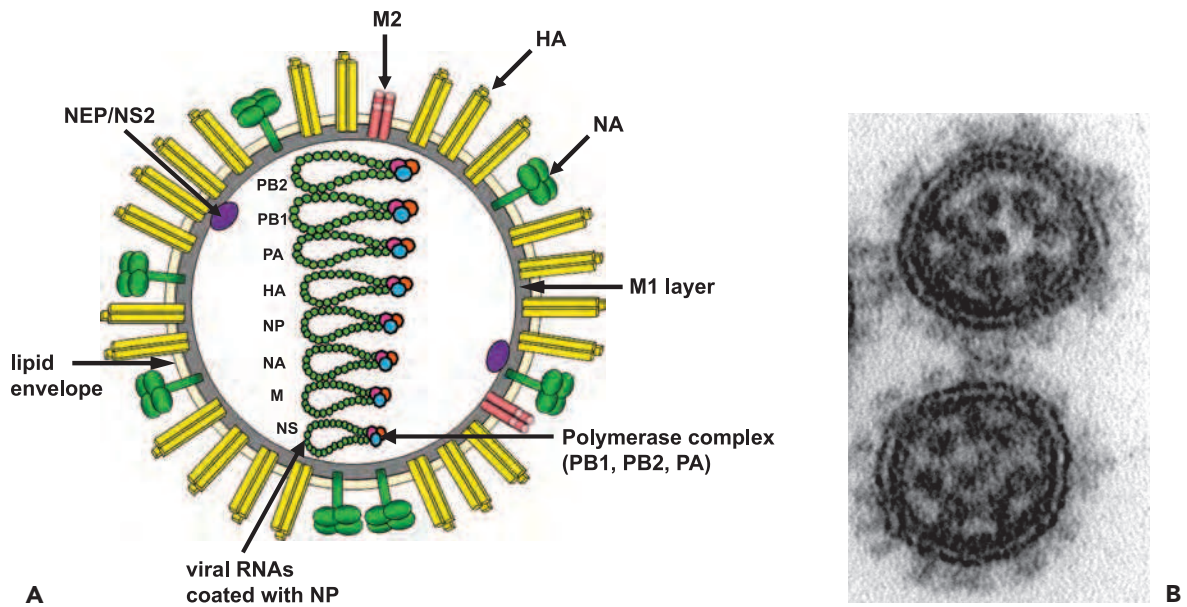 M2
HA
NEP/NS2
NA
PB2
PB1
PA
HA
M1 layer
NP
lipid
envelope
NA
M
NS
Polymerase complex
(PB1, PB2, PA)
viral RNAs
coated with NP
A
B